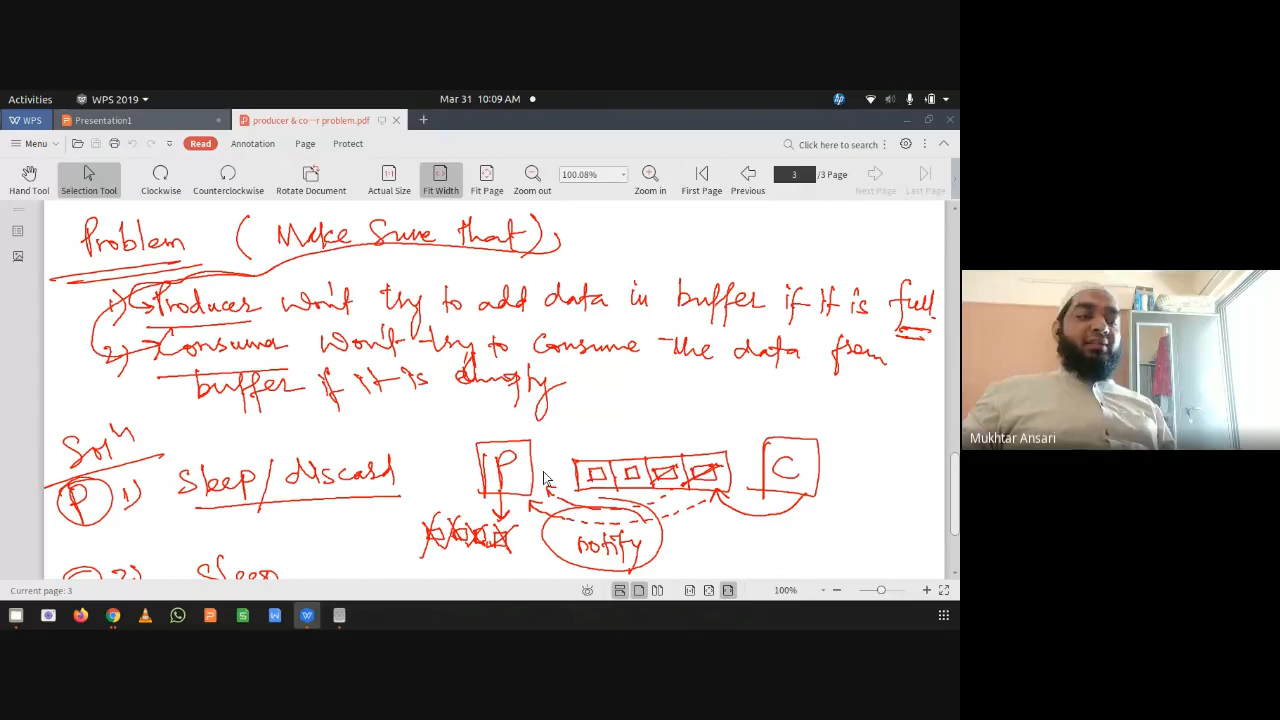 Activities WPS 2019 Mar 31 10:09 AM
WPS Presentation1 producer & co···r problem.pdf
Menu Read Annotation Page Protect Click here to search
Hand Tool Selection Tool Clockwise Counterclockwise Rotate Document Actual Size Fit Width Fit Page Zoom out 100.08% Zoom in First Page Previous 3 /3 Page Next Page Last Page
Problem (Make Sure that)
1) Producer won't try to add data in buffer if it is full
2) Consumer won't try to consume the data from
buffer if it is empty
Sol'n
P 1) Sleep/discard
P C
notify
2) Sleep
Current page: 3 100%
Mukhtar Ansari